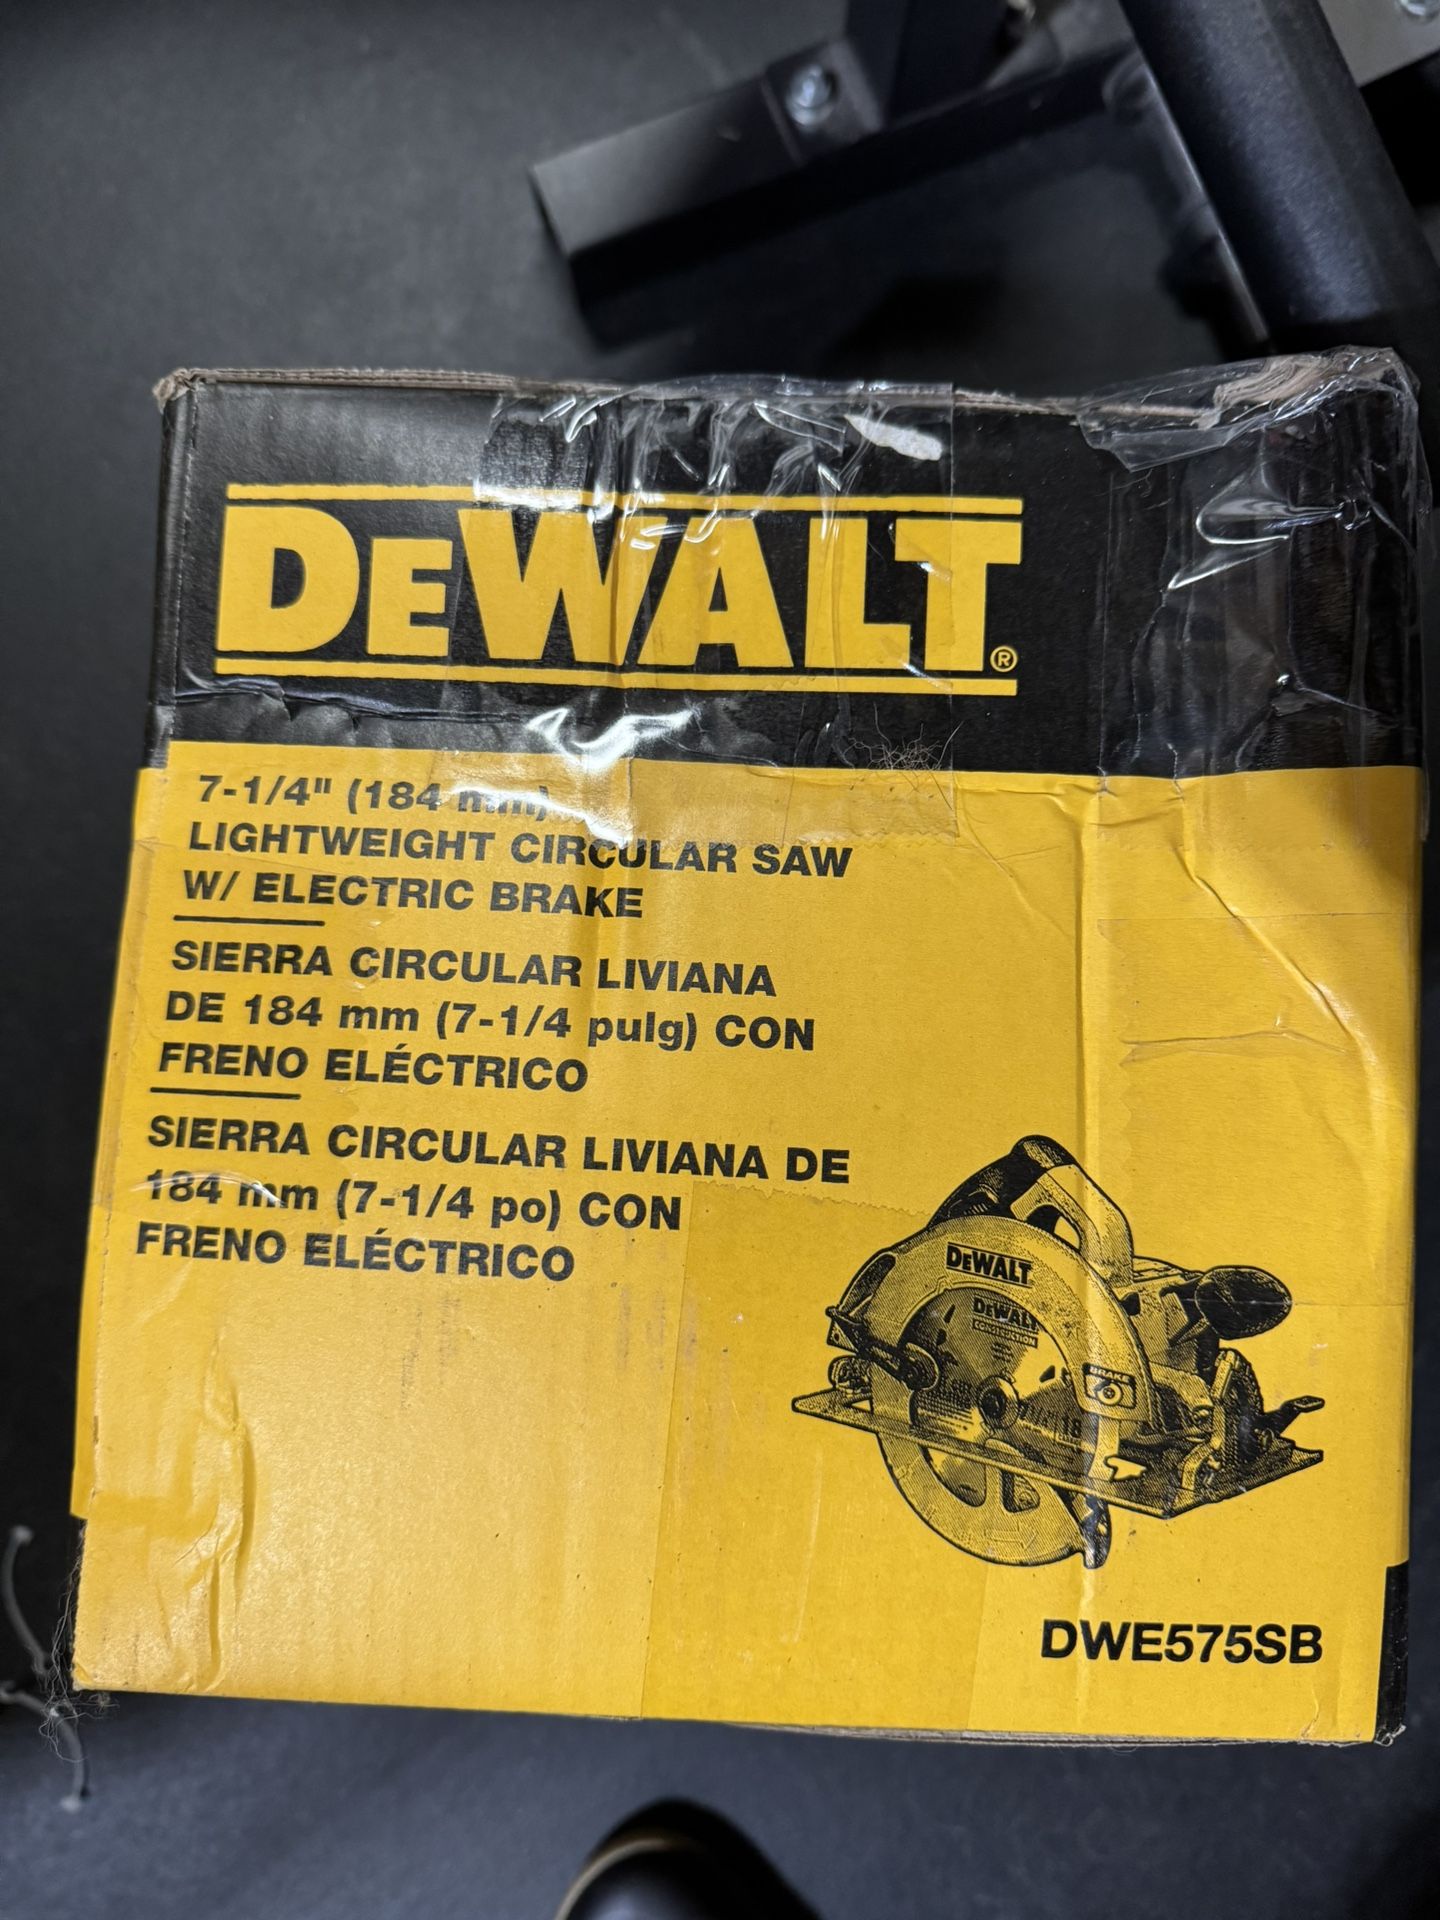 DEWALT®
7-1/4" (184 mm)
LIGHTWEIGHT CIRCULAR SAW
W/ ELECTRIC BRAKE
SIERRA CIRCULAR LIVIANA
DE 184 mm (7-1/4 pulg) CON
FRENO ELÉCTRICO
SIERRA CIRCULAR LIVIANA DE
184 mm (7-1/4 po) CON
FRENO ELÉCTRICO
DEWALT
DEWALT
CONSTRUCTION
BRAKE
DWE575SB